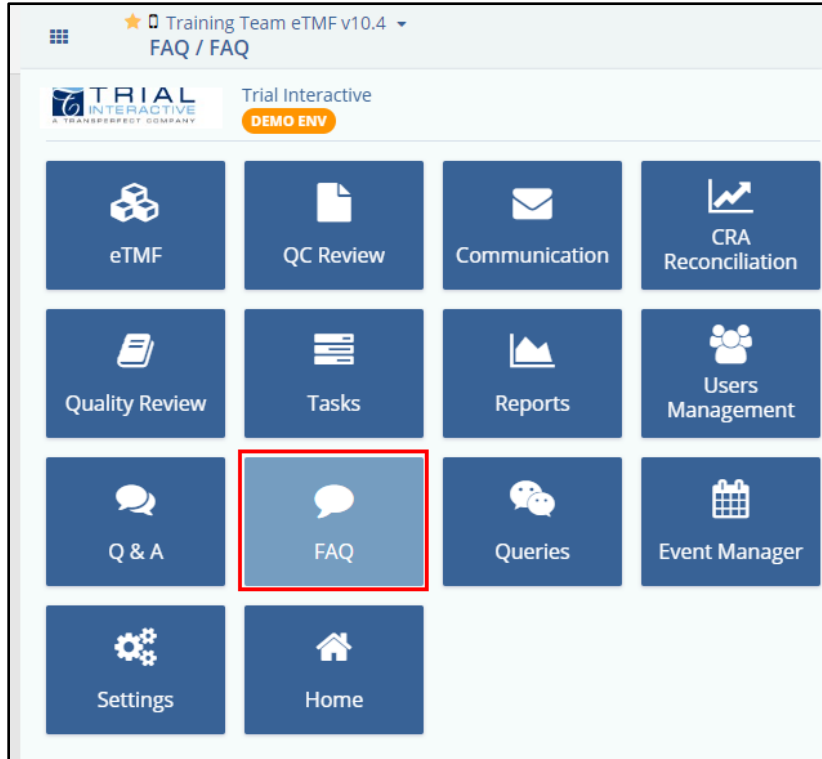 Training Team eTMF v10.4
FAQ / FAQ
TRIAL
INTERACTIVE
A TRANSPERFECT COMPANY
Trial Interactive
DEMO ENV
eTMF
QC Review
Communication
CRA
Reconciliation
Quality Review
Tasks
Reports
Users
Management
Q & A
FAQ
Queries
Event Manager
Settings
Home